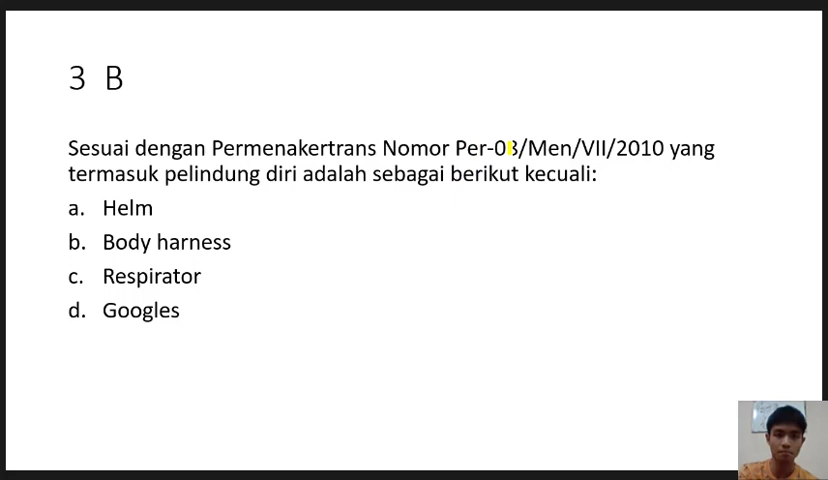 3 B
Sesuai dengan Permenakertrans Nomor Per-08/Men/VII/2010 yang
termasuk pelindung diri adalah sebagai berikut kecuali:
a. Helm
b. Body harness
c. Respirator
d. Googles